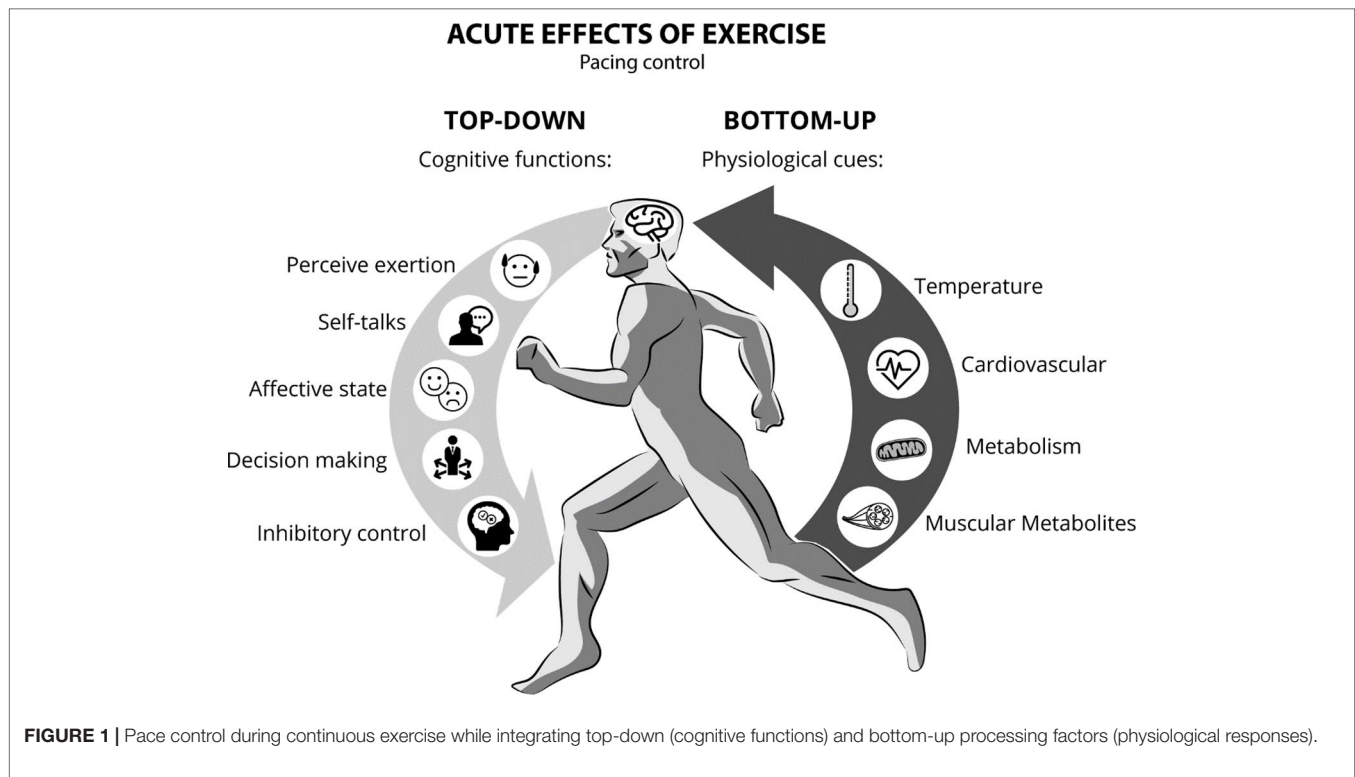 ACUTE EFFECTS OF EXERCISE
Pacing control
TOP-DOWN
Cognitive functions:
Perceive exertion
Self-talks
Affective state
Decision making
Inhibitory control
BOTTOM-UP
Physiological cues:
Temperature
Cardiovascular
Metabolism
Muscular Metabolites
FIGURE 1 | Pace control during continuous exercise while integrating top-down (cognitive functions) and bottom-up processing factors (physiological responses).